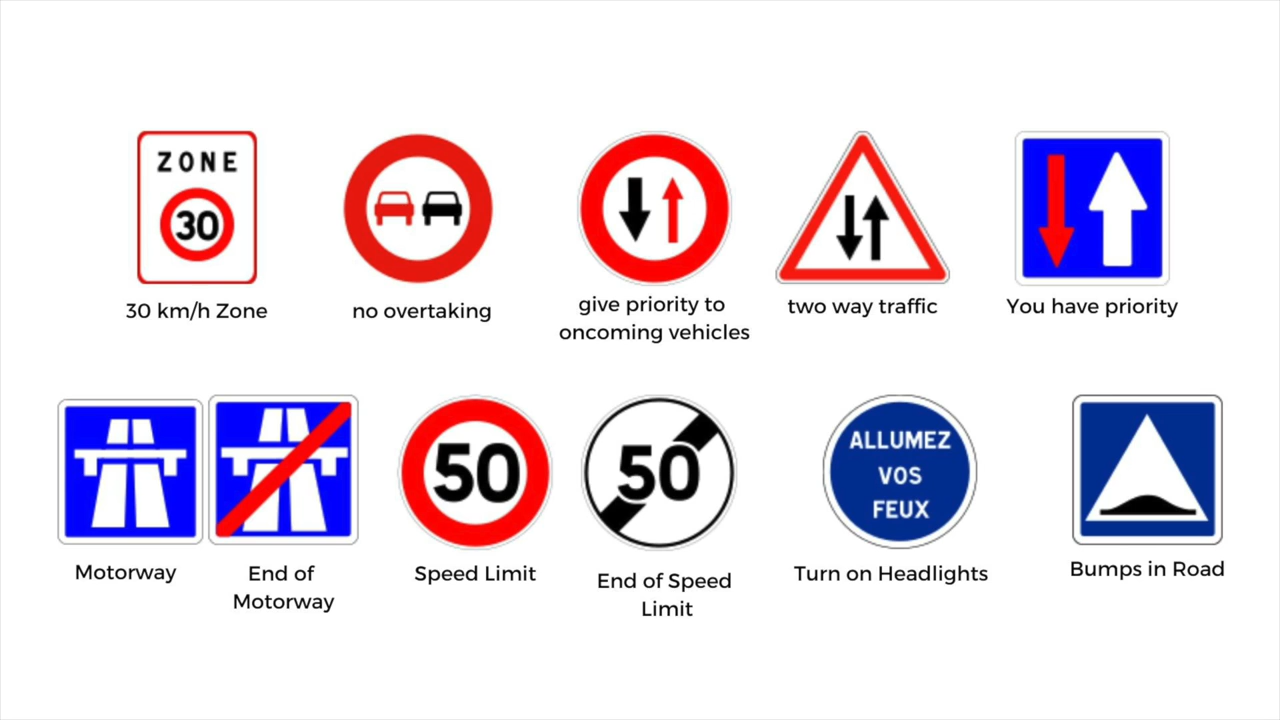 ZONE
30
30 km/h Zone
no overtaking
give priority to
oncoming vehicles
two way traffic
You have priority
Motorway
End of
Motorway
50
Speed Limit
50
End of Speed
Limit
ALLUMEZ
VOS
FEUX
Turn on Headlights
Bumps in Road